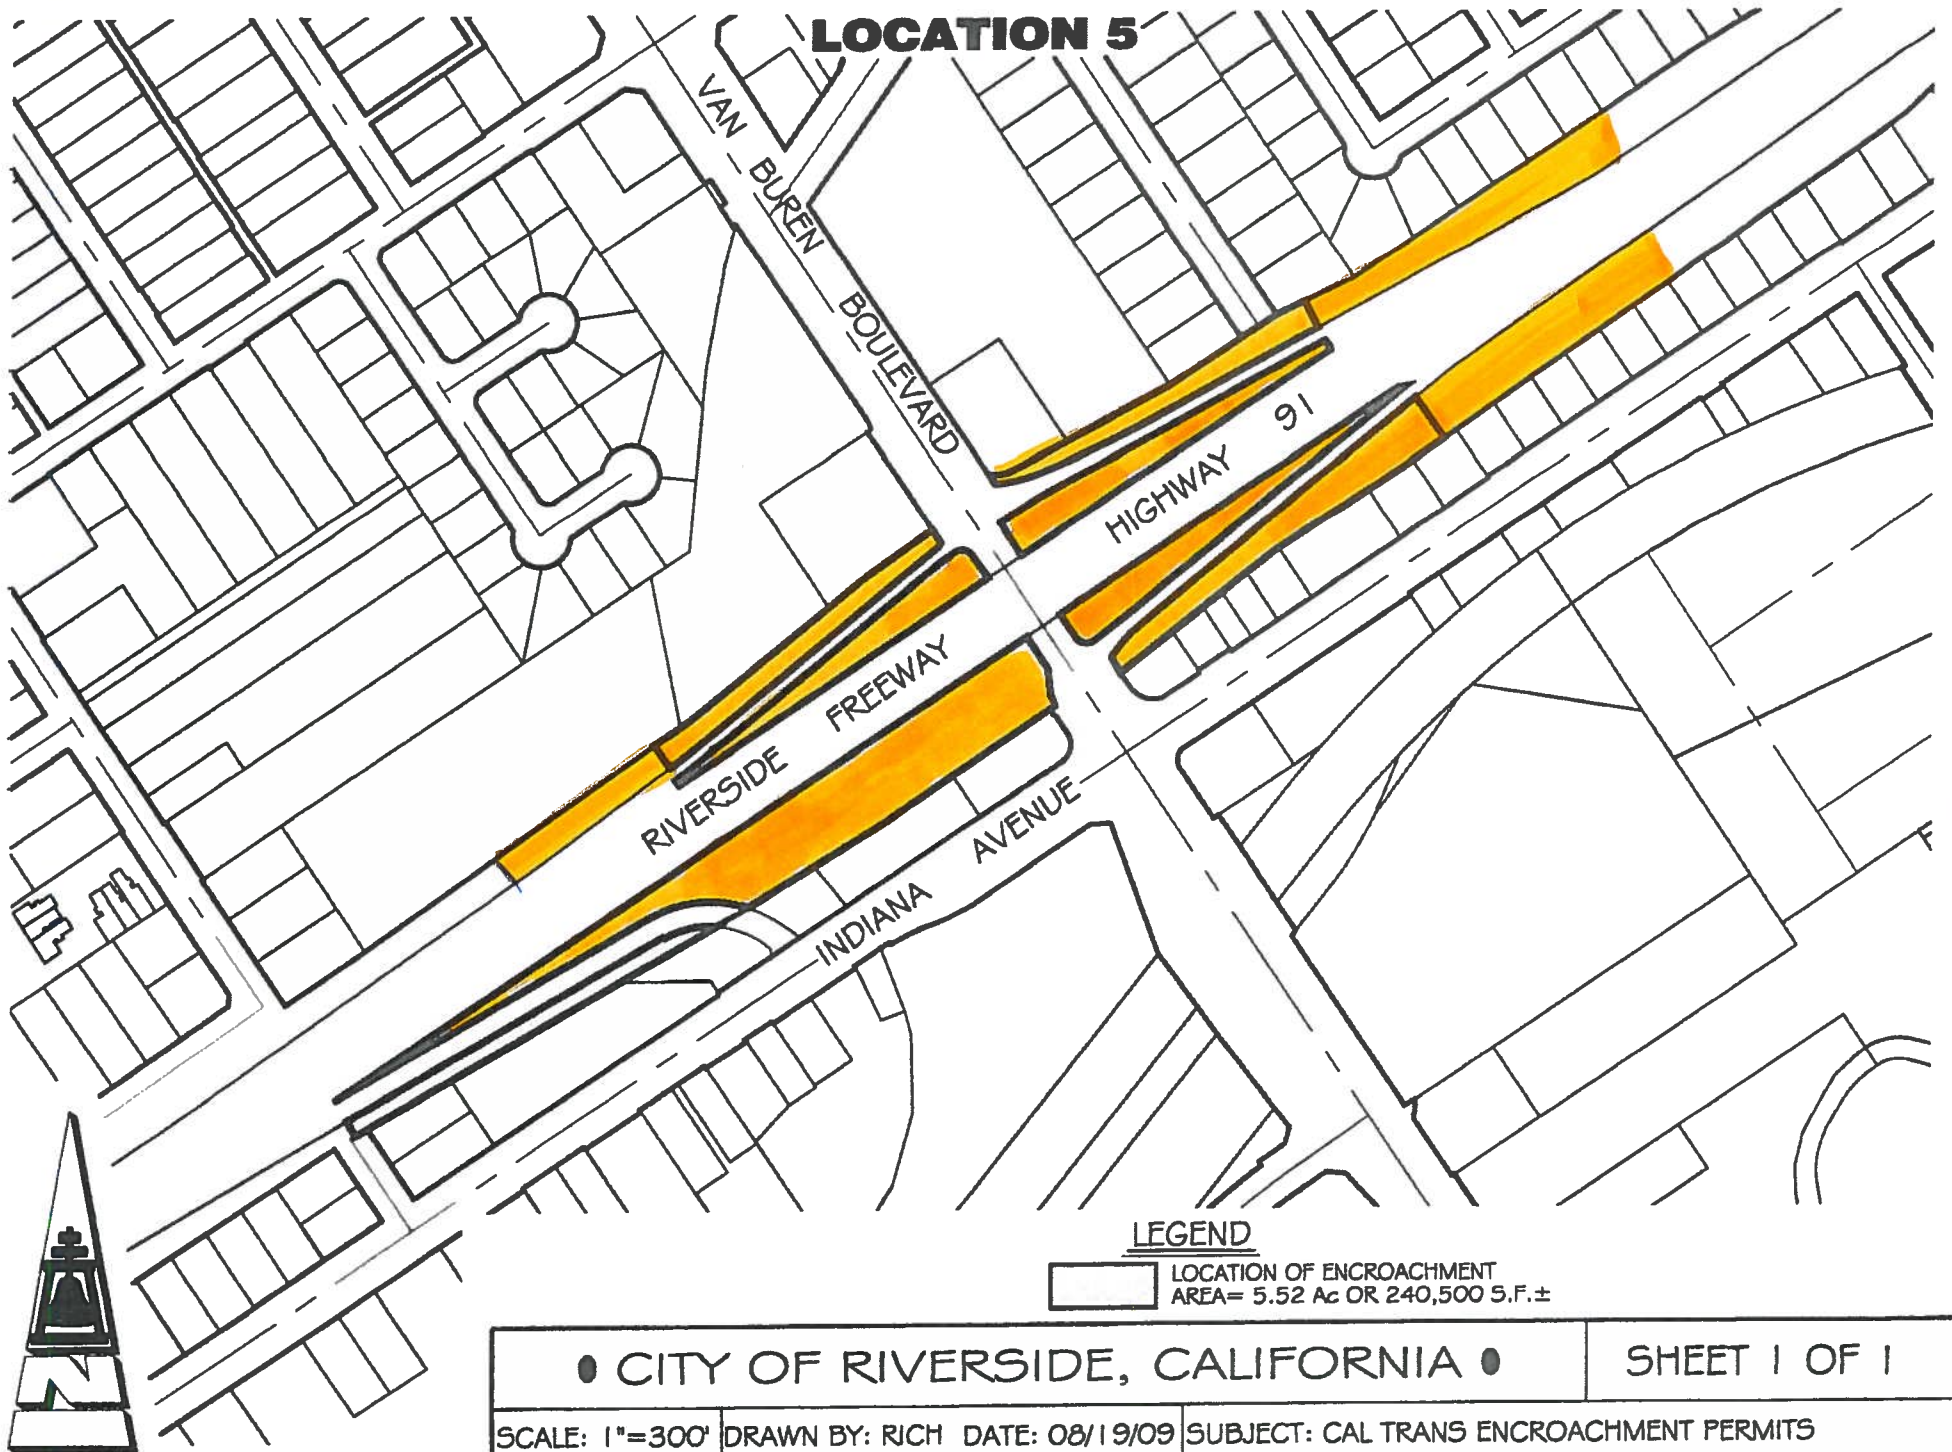 LOCATION 5
VAN BUREN BOULEVARD
HIGHWAY 91
RIVERSIDE FREEWAY
INDIANA AVENUE
LEGEND
LOCATION OF ENCROACHMENT
AREA= 5.52 Ac OR 240,500 S.F.±
CITY OF RIVERSIDE, CALIFORNIA
SHEET 1 OF 1
SCALE: 1"=300' DRAWN BY: RICH DATE: 08/19/09 SUBJECT: CAL TRANS ENCROACHMENT PERMITS
N